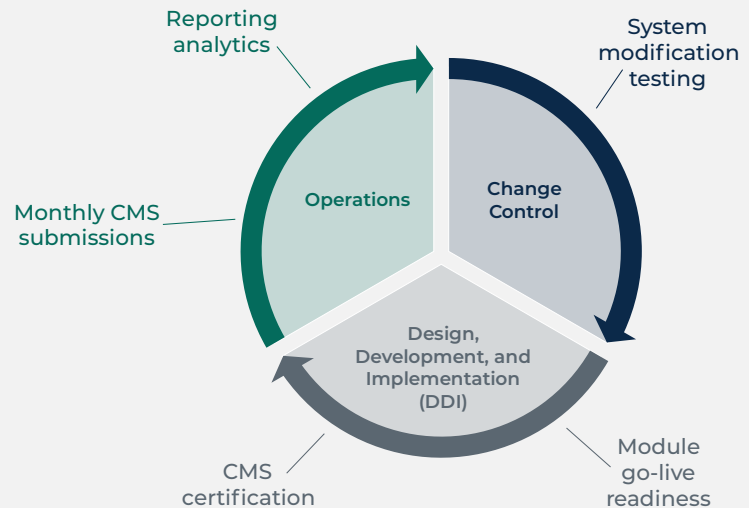 Reporting
analytics
System
modification
testing
Operations
Change
Control
Monthly CMS
submissions
Design,
Development, and
Implementation
(DDI)
CMS
certification
Module
go-live
readiness